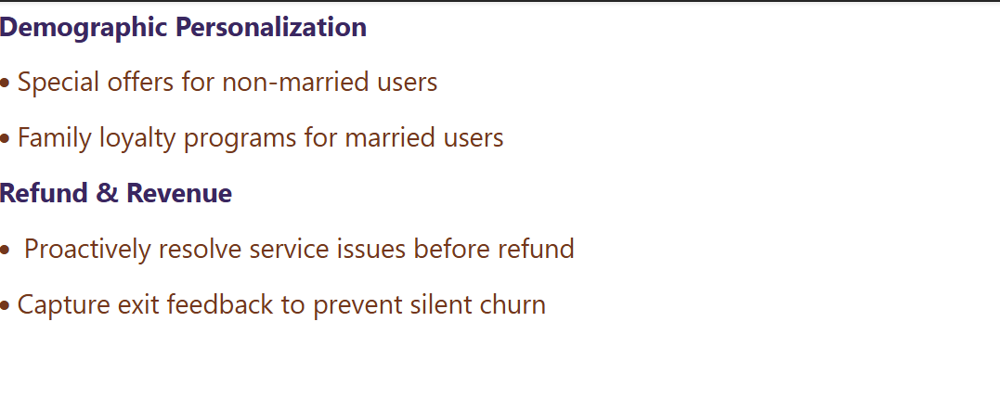 Demographic Personalization
• Special offers for non-married users
• Family loyalty programs for married users
Refund & Revenue
•  Proactively resolve service issues before refund
• Capture exit feedback to prevent silent churn